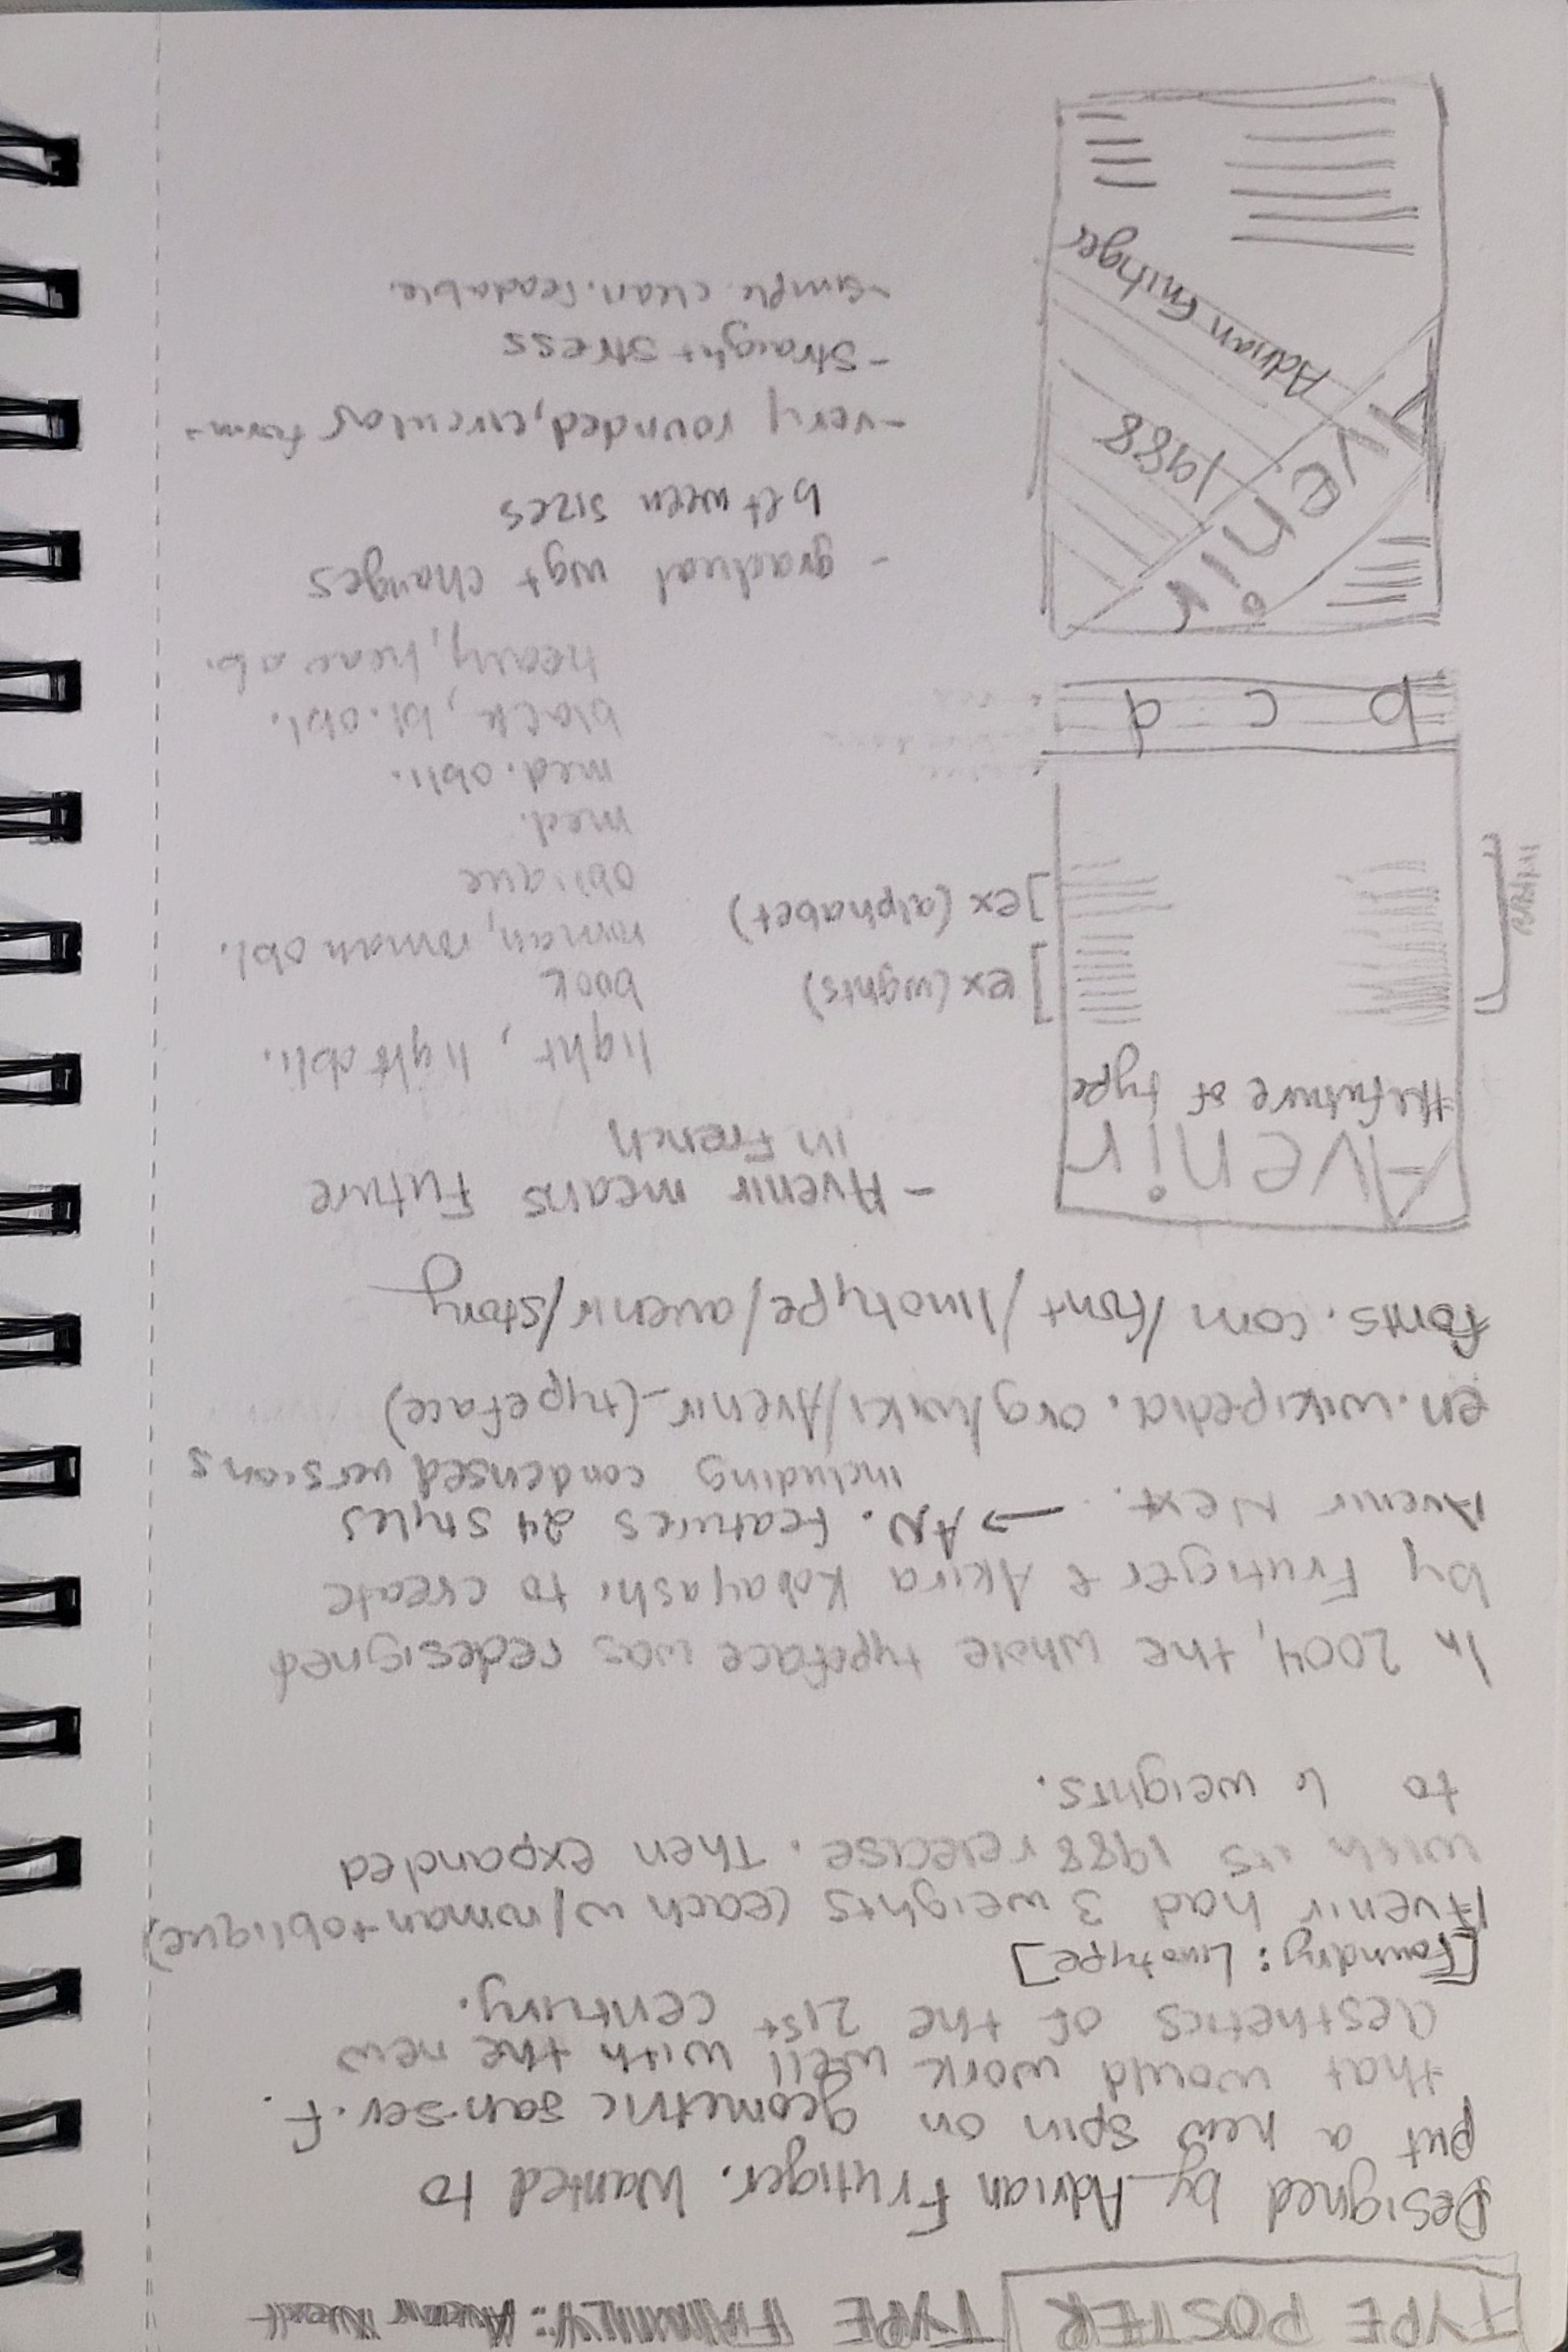 TYPE POSTER TYPE FAMILY: Avenir Next
Designed by Adrian Frutiger. Wanted to
put a new spin on geometric san-ser. f.
that would work well with the new
aesthetics of the 21st century.
[Foundry: Linotype]
Avenir had 3 weights (each w/roman+oblique)
with its 1988 release. Then expanded
to 6 weights.
In 2004, the whole typeface was redesigned
by Frutiger & Akira Kobayashi to create
Avenir Next. → AN. features 24 styles
including condensed versions
en.wikipedia.org/wiki/Avenir-(typeface)
fonts.com/font/linotype/avenir/story
Avenir
the future of type
]ex (wghts)
]ex (alphabet)
b c d
- Avenir means Future
in French
light, light obli.
book
roman, roman obl.
oblique
med.
med. obli.
black, bl. obl.
heavy, heav ob.
- gradual wgt changes
between sizes
- very rounded, circular form
- straight stress
- simple. clean. readable.
Avenir
1988
Adrian Frutiger